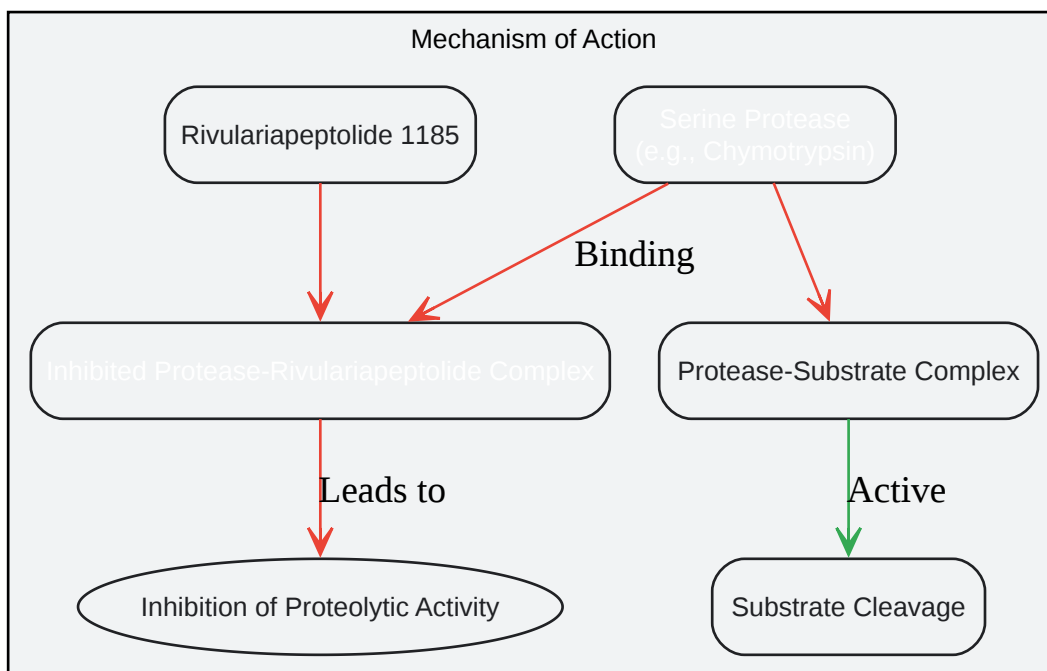 Mechanism of Action
Rivulariapeptolide 1185
Serine Protease
(e.g., Chymotrypsin)
Binding
Inhibited Protease-Rivulariapeptolide Complex
Protease-Substrate Complex
Leads to
Active
Inhibition of Proteolytic Activity
Substrate Cleavage